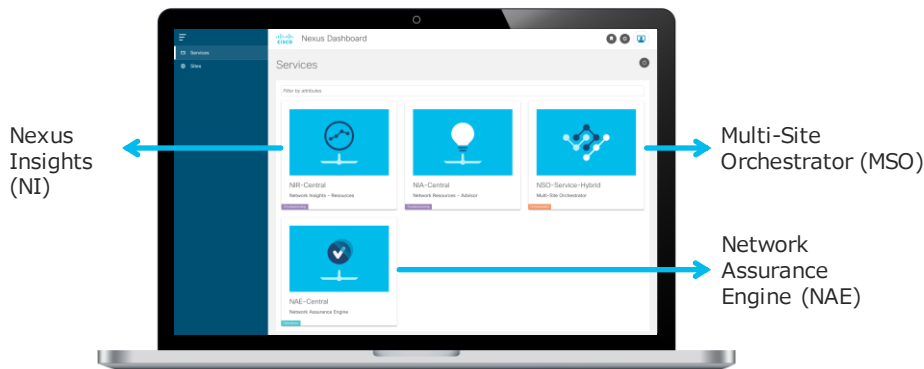 Nexus Dashboard
CISCO
Services
Sites
Services
Filter by attributes
Nexus
Insights
(NI)
NIR-Central
Network Insights - Resources
NIA-Central
Network Resources - Advisor
NSO-Service-Hybrid
Multi-Site Orchestrator
Multi-Site
Orchestrator (MSO)
NAE-Central
Network Assurance Engine
Network
Assurance
Engine (NAE)